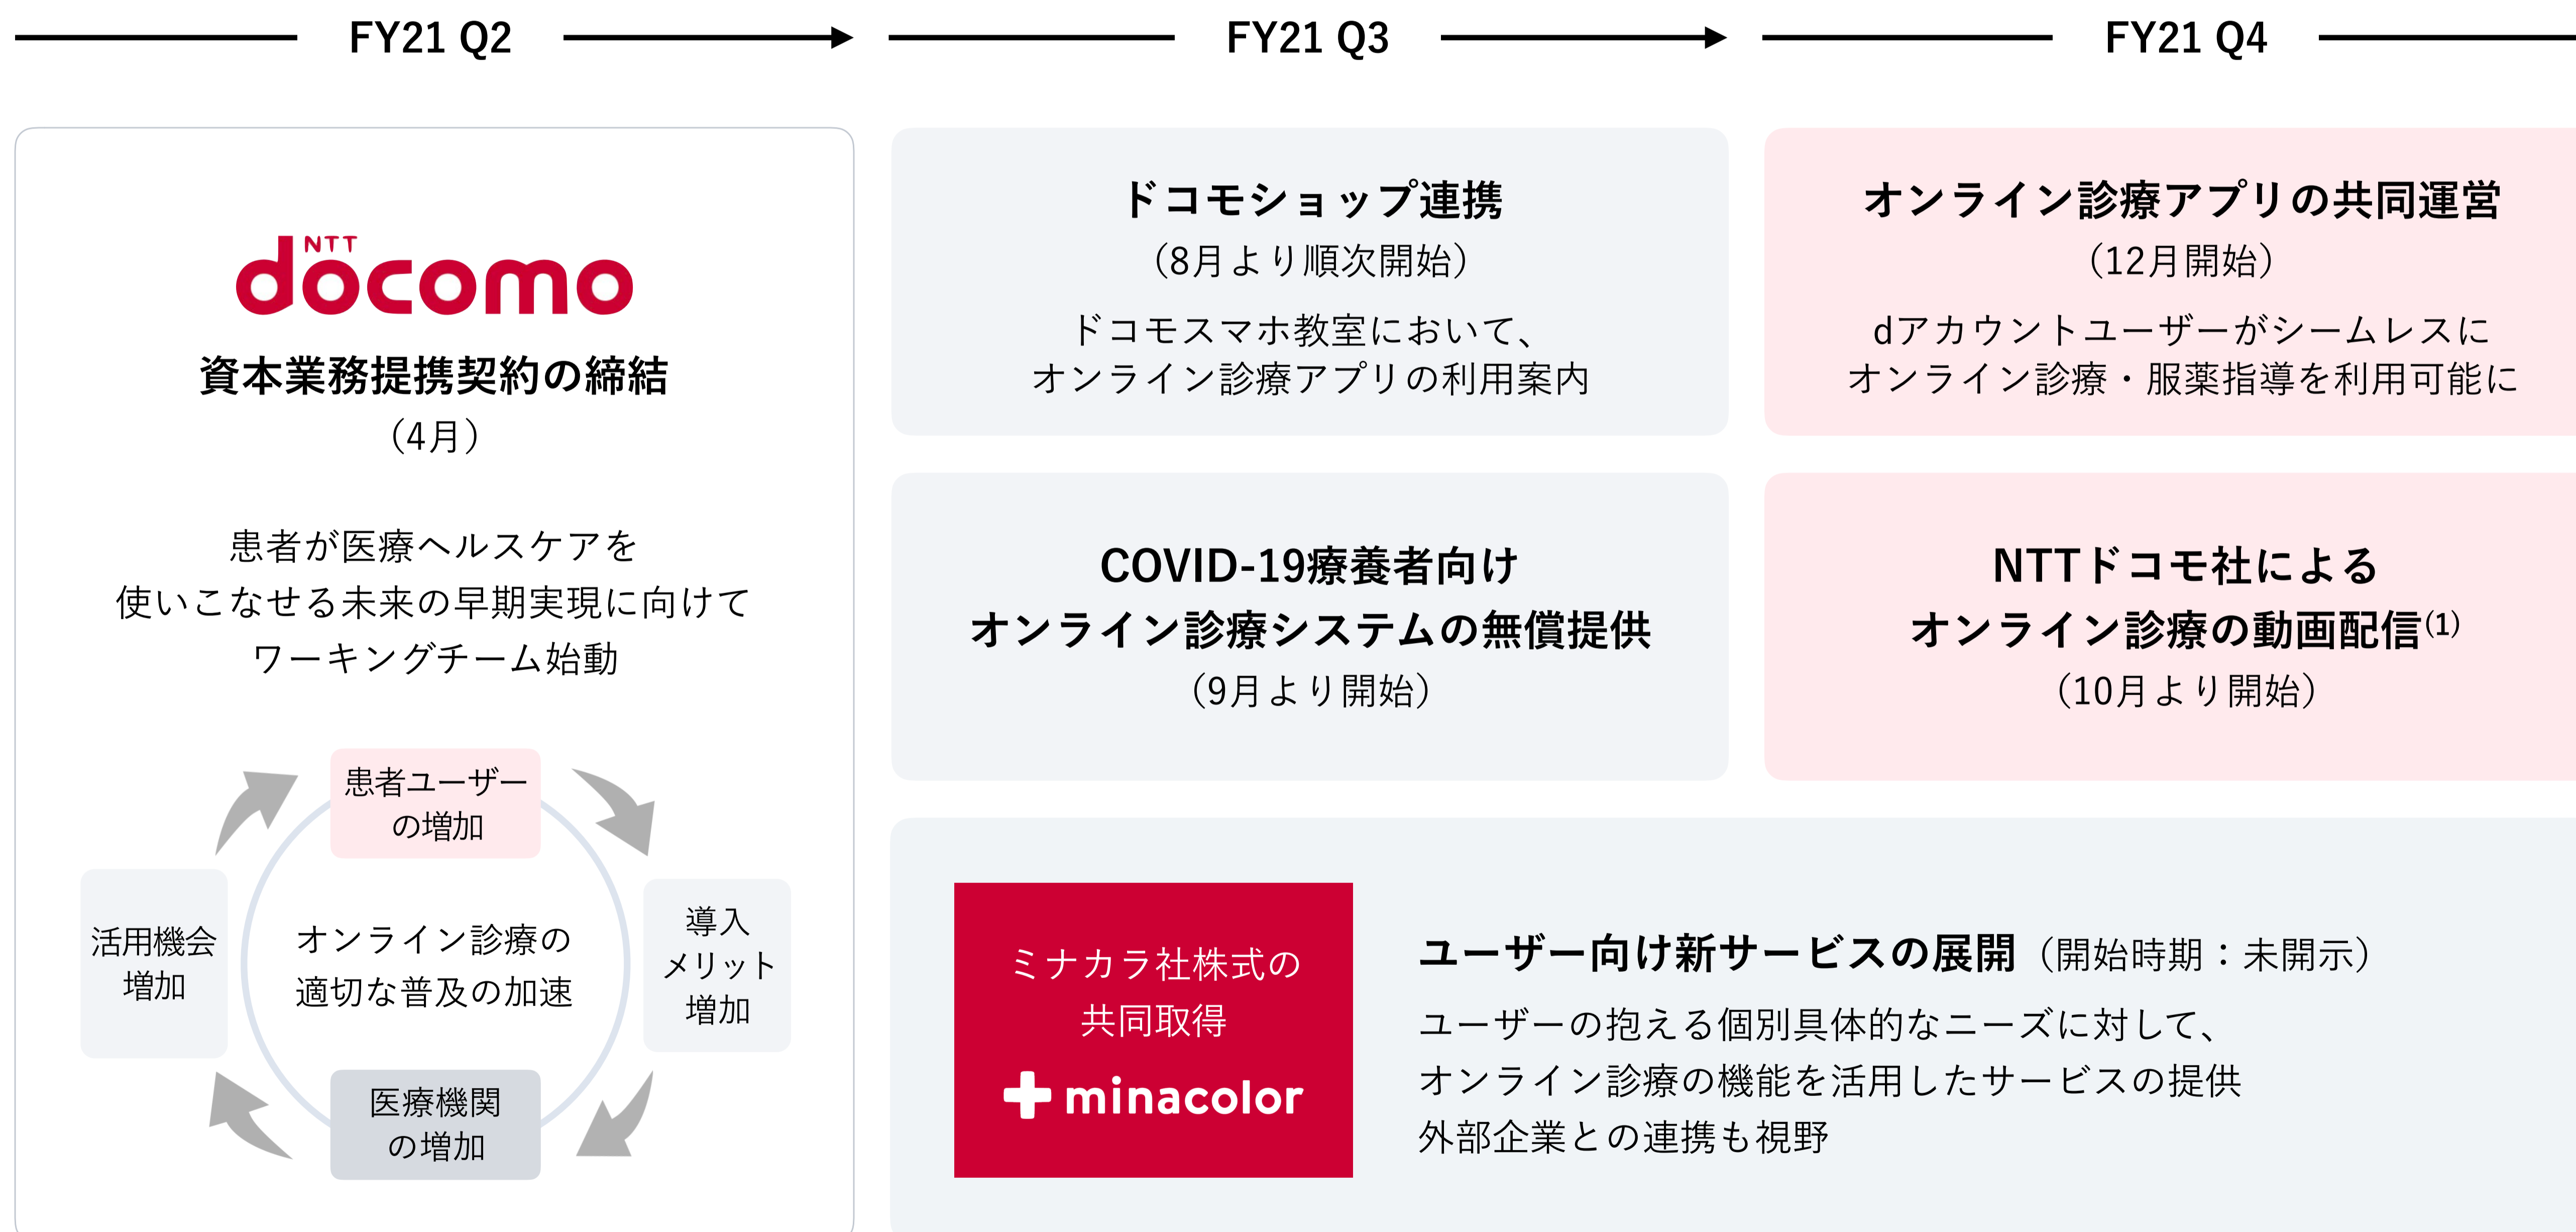 FY21 Q2
FY21 Q3
FY21 Q4
NTT
docomo
資本業務提携契約の締結
（4月）
患者が医療ヘルスケアを
使いこなせる未来の早期実現に向けて
ワーキングチーム始動
患者ユーザー
の増加
導入
メリット
増加
医療機関
の増加
活用機会
増加
オンライン診療の
適切な普及の加速
ドコモショップ連携
（8月より順次開始）
ドコモスマホ教室において、
オンライン診療アプリの利用案内
オンライン診療アプリの共同運営
（12月開始）
dアカウントユーザーがシームレスに
オンライン診療・服薬指導を利用可能に
COVID-19療養者向け
オンライン診療システムの無償提供
（9月より開始）
NTTドコモ社による
オンライン診療の動画配信(1)
（10月より開始）
ミナカラ社株式の
共同取得
minacolor
ユーザー向け新サービスの展開（開始時期：未開示）
ユーザーの抱える個別具体的なニーズに対して、
オンライン診療の機能を活用したサービスの提供
外部企業との連携も視野